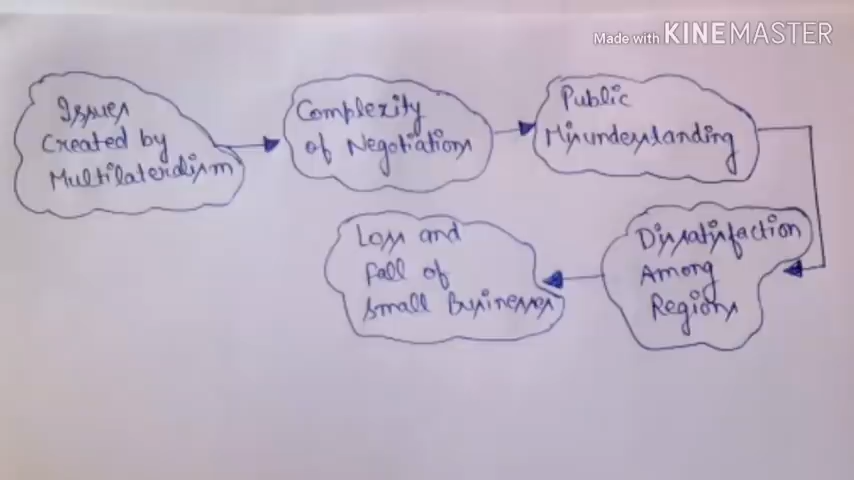 Made with KINEMASTER
Issues
Created by
Multilateralism
Complexity
of Negotiations
Public
Misunderstanding
Dissatisfaction
Among
Regions
Loss and
Fall of
Small Businesses